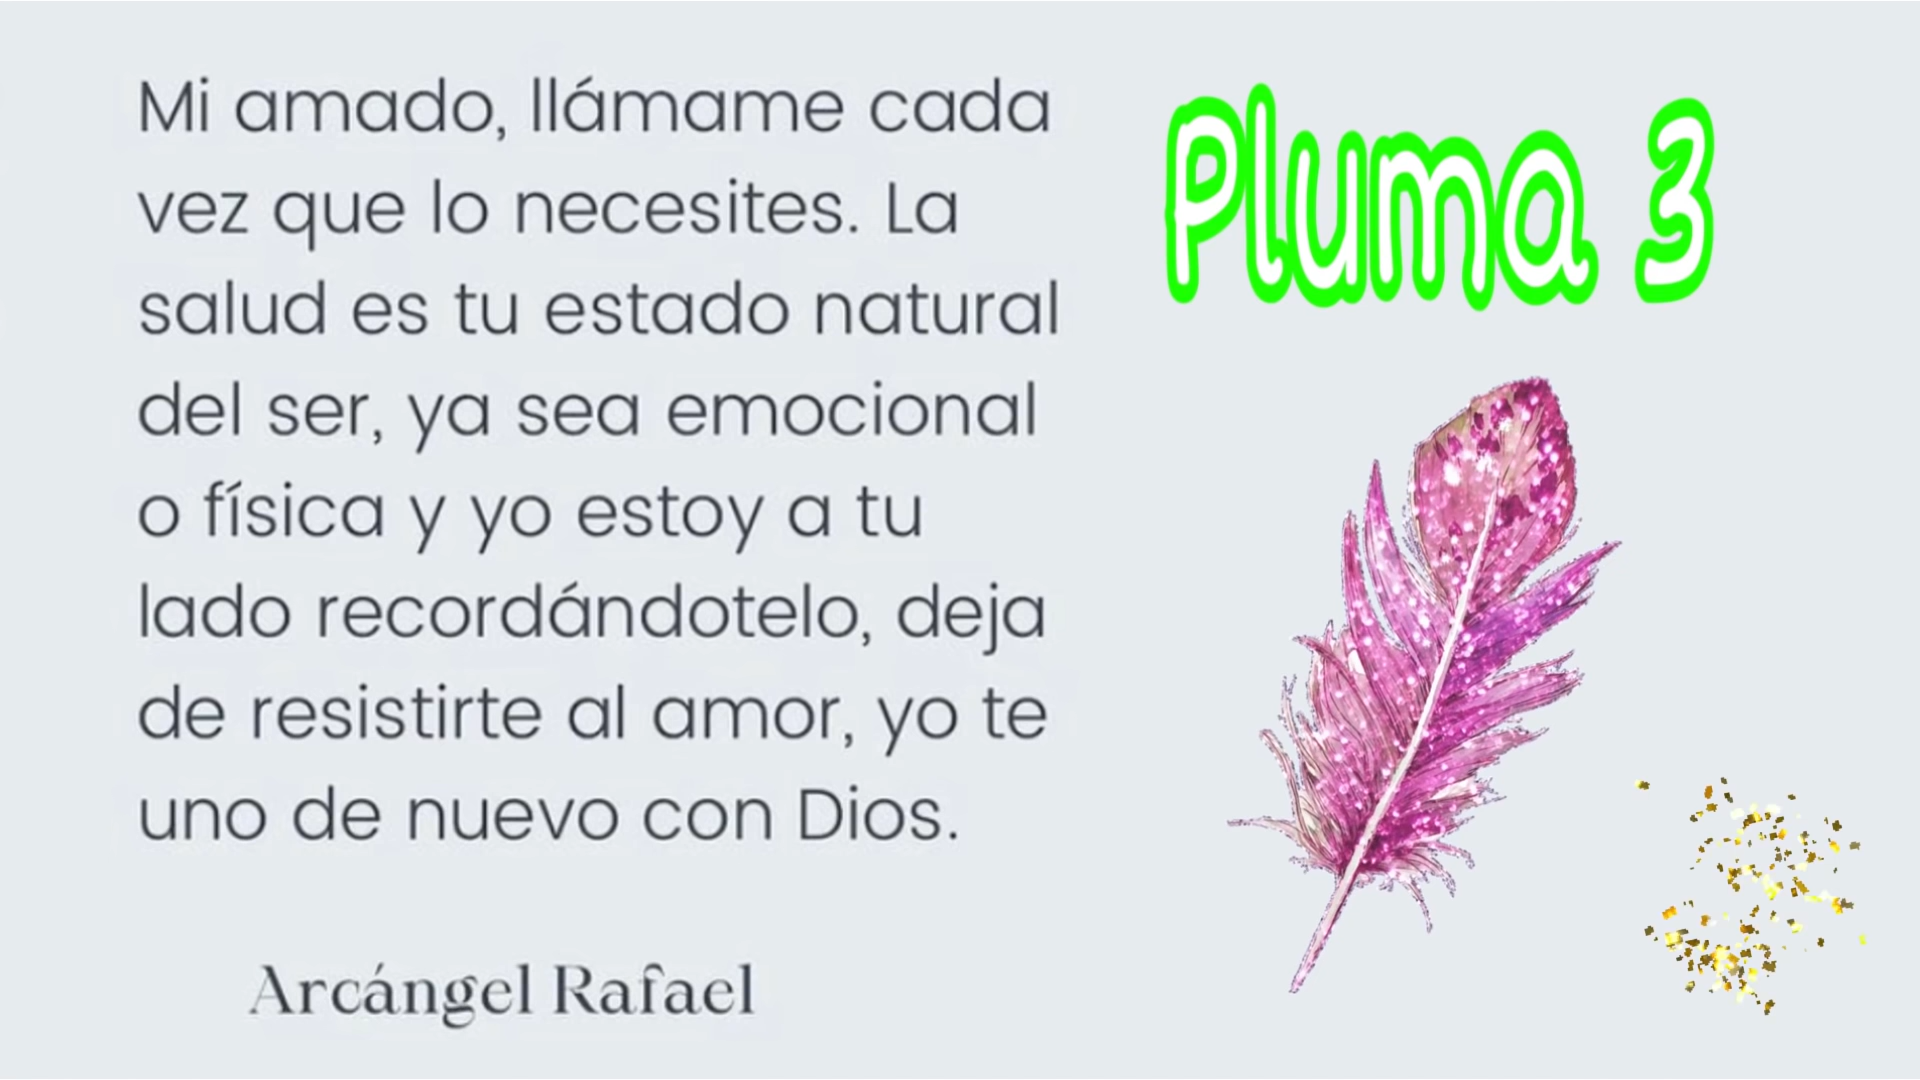 Mi amado, llámame cada
vez que lo necesites. La
salud es tu estado natural
del ser, ya sea emocional
o física y yo estoy a tu
lado recordándotelo, deja
de resistirte al amor, yo te
uno de nuevo con Dios.
Arcángel Rafael
Pluma 3